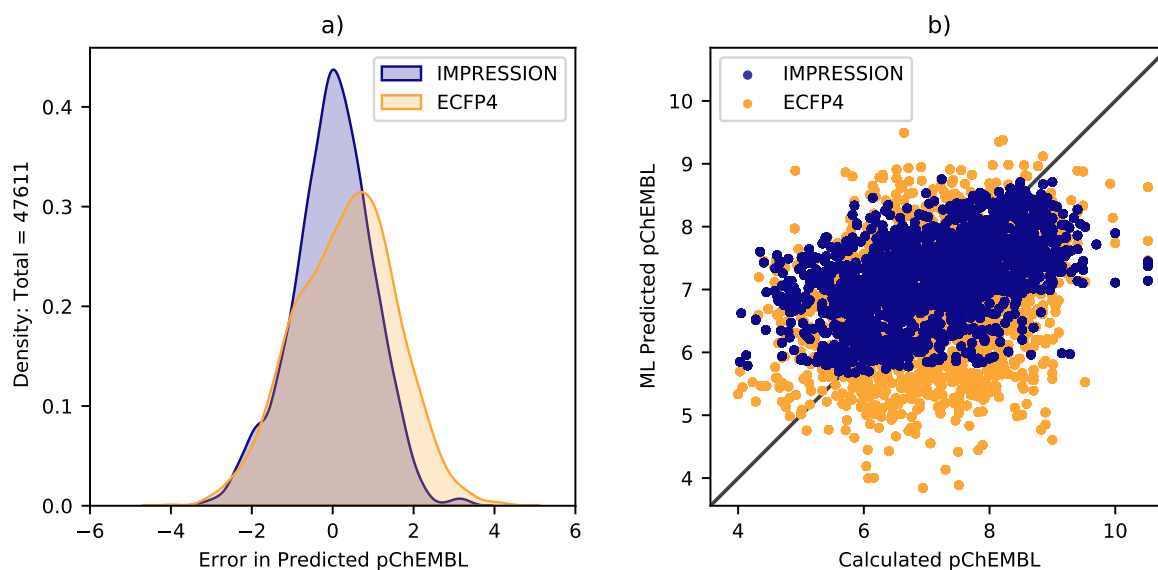 a)
IMPRESSION
ECFP4
Density: Total = 47611
0.4
0.3
0.2
0.1
0.0
−6
−4
−2
0
2
4
6
Error in Predicted pChEMBL
b)
IMPRESSION
ECFP4
ML Predicted pChEMBL
10
9
8
7
6
5
4
4
6
8
10
Calculated pChEMBL